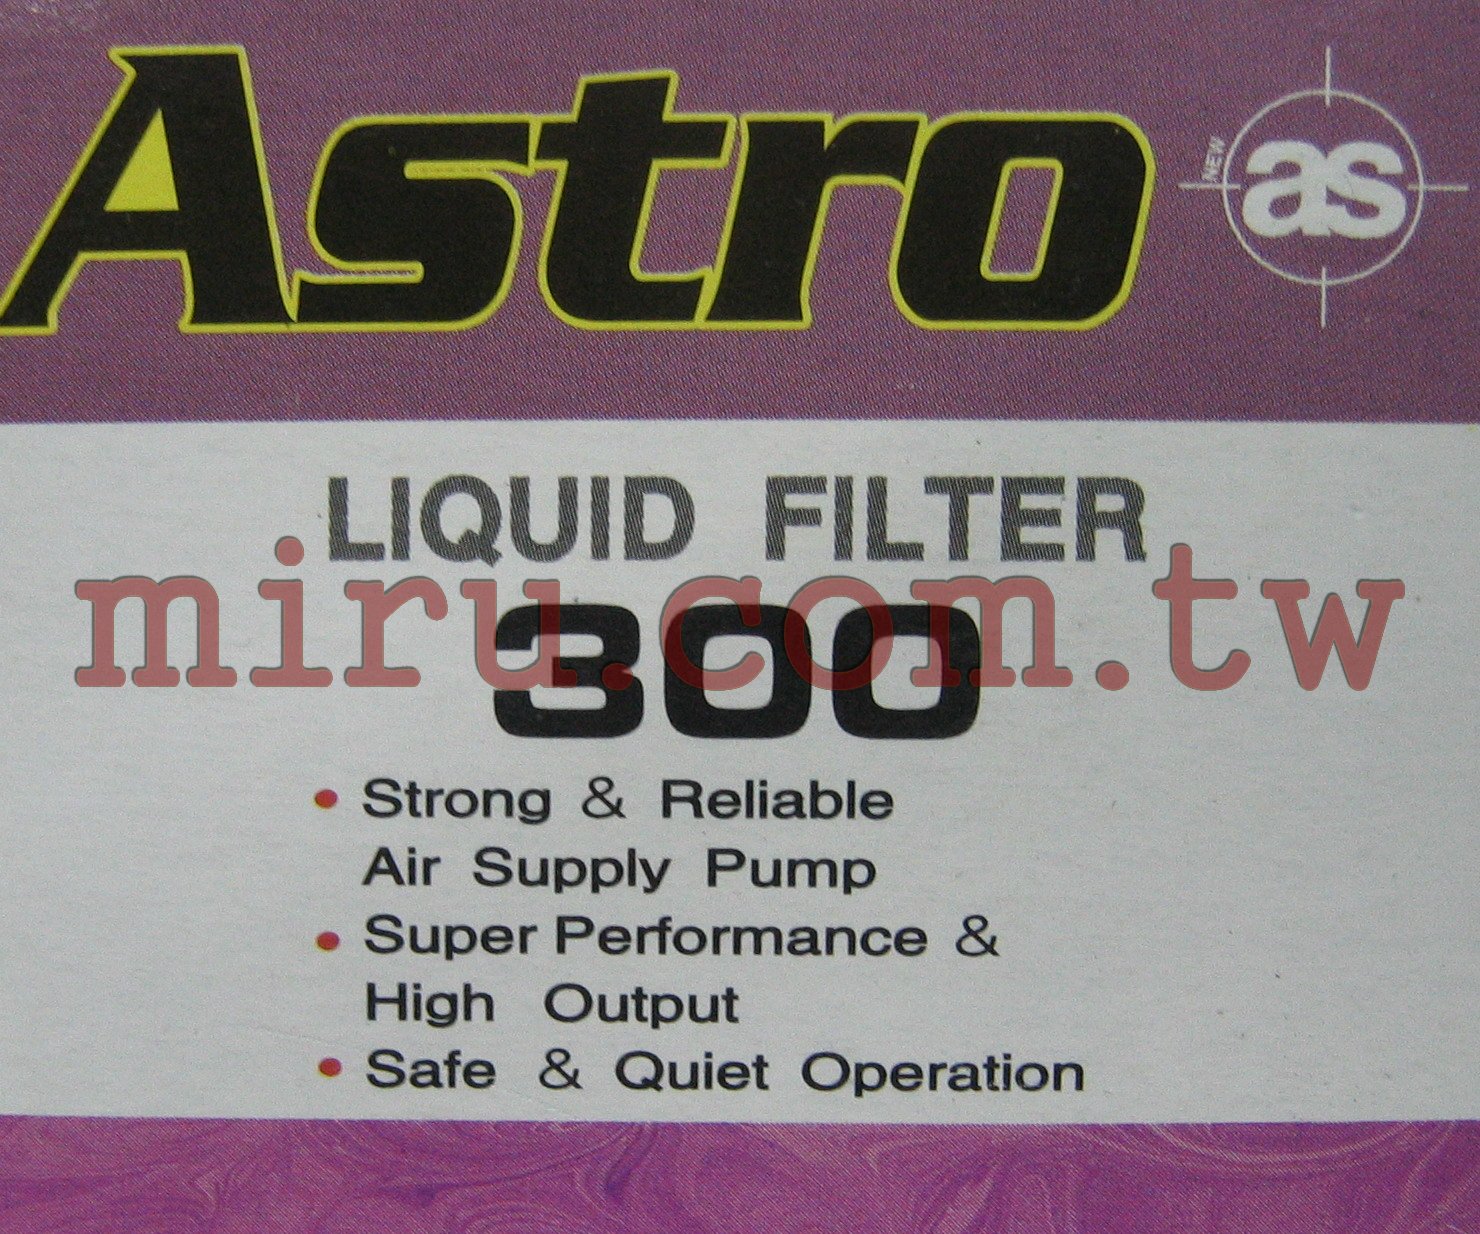 Astro
NEW
as
LIQUID FILTER
miru.com.tw
300
• Strong & Reliable
Air Supply Pump
• Super Performance &
High Output
• Safe & Quiet Operation